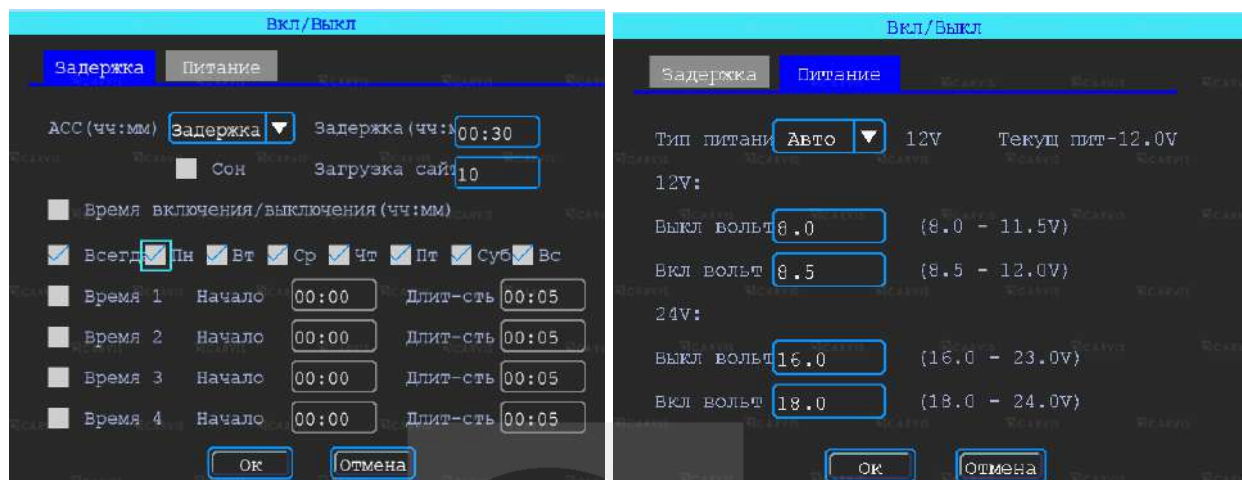 Вкл/Выкл
Задержка Питание
АСС(чч:мм) Задержка Задержка(чч: 00:30
Сон Загрузка сай 10
Время включения/выключения(чч:мм)
Всегд Пн Вт Ср Чт Пт Суб Вс
Время 1 Начало 00:00 Длит-сть 00:05
Время 2 Начало 00:00 Длит-сть 00:05
Время 3 Начало 00:00 Длит-сть 00:05
Время 4 Начало 00:00 Длит-сть 00:05
Ок Отмена
Вкл/Выкл
Задержка Питание
Тип питани Авто 12V Текущ пит-12.0V
12V:
Выкл вольт 8.0 (8.0 - 11.5V)
Вкл вольт 8.5 (8.5 - 12.0V)
24V:
Выкл вольт 16.0 (16.0 - 23.0V)
Вкл вольт 18.0 (18.0 - 24.0V)
Ок Отмена